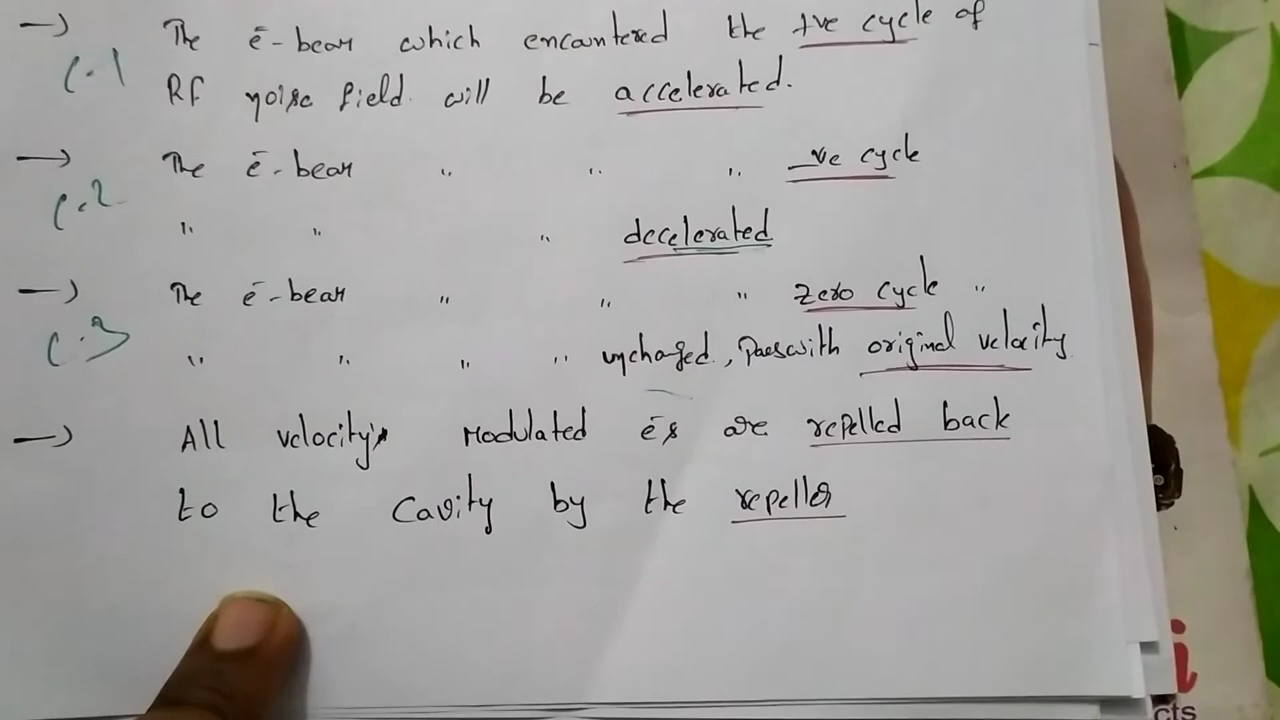 → The ē-beam which encountered the +ve cycle of
C.1 RF noise field will be accelerated.
→ The ē-beam " " " -ve cycle
C.2 " " " decelerated
→ The ē-beam " " " zero cycle "
C.3 " " " " unchaged, Pass with original velocity
→ All velocity modulated ēs are repelled back
to the cavity by the repeller
i
cts